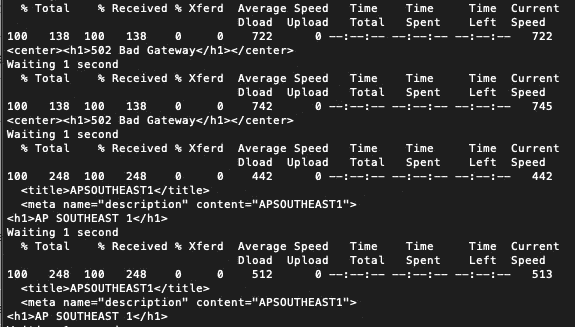 % Total    % Received % Xferd  Average Speed   Time    Time     Time  Current
                                 Dload  Upload   Total   Spent    Left  Speed
100   138  100   138    0     0    722      0 --:--:-- --:--:-- --:--:--   722
<center><h1>502 Bad Gateway</h1></center>
Waiting 1 second
  % Total    % Received % Xferd  Average Speed   Time    Time     Time  Current
                                 Dload  Upload   Total   Spent    Left  Speed
100   138  100   138    0     0    742      0 --:--:-- --:--:-- --:--:--   745
<center><h1>502 Bad Gateway</h1></center>
Waiting 1 second
  % Total    % Received % Xferd  Average Speed   Time    Time     Time  Current
                                 Dload  Upload   Total   Spent    Left  Speed
100   248  100   248    0     0    442      0 --:--:-- --:--:-- --:--:--   442
  <title>APSOUTHEAST1</title>
  <meta name="description" content="APSOUTHEAST1">
<h1>AP SOUTHEAST 1</h1>
Waiting 1 second
  % Total    % Received % Xferd  Average Speed   Time    Time     Time  Current
                                 Dload  Upload   Total   Spent    Left  Speed
100   248  100   248    0     0    512      0 --:--:-- --:--:-- --:--:--   513
  <title>APSOUTHEAST1</title>
  <meta name="description" content="APSOUTHEAST1">
<h1>AP SOUTHEAST 1</h1>